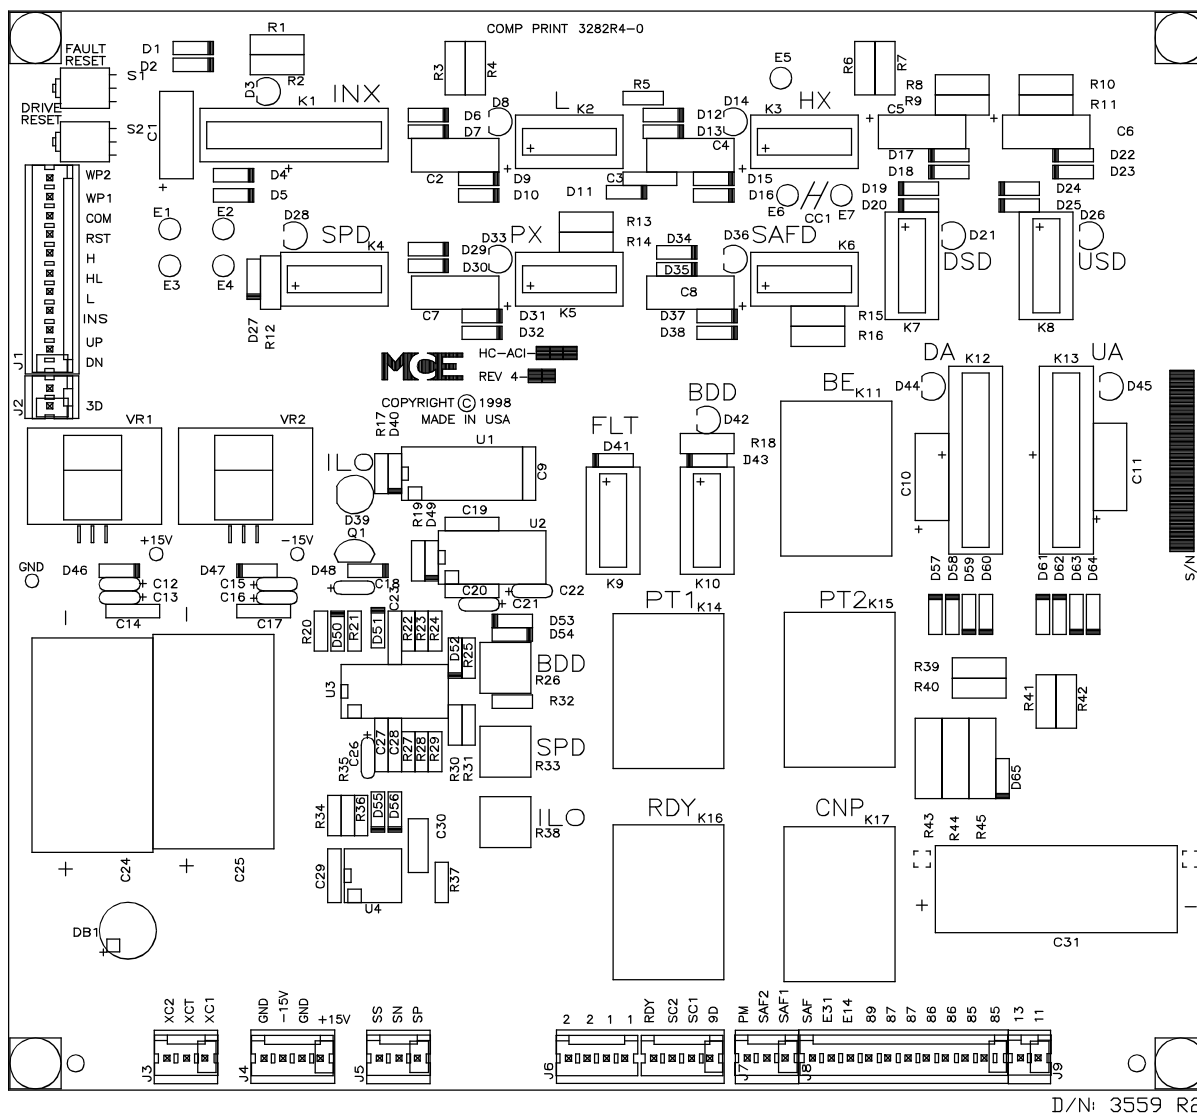 COMP PRINT 3282R4-0
FAULT
RESET
S1
D1
D2
R1
R2
D3
R3
R4
R5
E5
R6
R7
R8
R9
R10
R11
DRIVE
RESET
S2
C1
K1
INX
D6
D7
D8
L
K2
D12
D13
D14
HX
K3
C5
C6
C2
C4
D4
D5
D9
D10
D11
C3
D15
D16
D17
D18
D19
D20
D22
D23
D24
D25
WP2
WP1
COM
RST
H
HL
L
INS
UP
DN
3D
J1
J2
E1
E2
E3
E4
D28
SPD
K4
D29
D30
D33
PX
R13
R14
D34
D35
D36
SAFD
K6
E6
CC1
E7
D21
DSD
D26
USD
D27
R12
C7
D31
D32
K5
C8
D37
D38
R15
R16
K7
K8
MCE
HC-ACI-
REV 4-
COPYRIGHT © 1998
MADE IN USA
VR1
VR2
R17
D40
U1
C9
ILO
D39
FLT
D41
K9
BDD
D42
R18
D43
K10
BE
K11
DA
K12
D44
C10
K13
UA
D45
C11
S/N
R19
D49
C19
U2
Q1
GND
+15V
-15V
D46
C12
C13
C14
D47
C15
C16
C17
D48
C18
C20
C21
C22
D57
D58
D59
D60
D61
D62
D63
D64
C23
R20
D50
R21
D51
R22
R23
R24
D52
R25
D53
D54
BDD
R26
R32
PT1
K14
PT2
K15
U3
C26
C27
C28
R27
R28
R29
R30
R31
SPD
R33
R39
R40
R41
R42
R35
R34
R36
D55
D56
C30
ILO
R38
RDY
K16
CNP
K17
D65
R43
R44
R45
C24
C25
C29
U4
R37
DB1
C31
XC2
XCT
XC1
J3
GND
-15V
GND
+15V
J4
SS
SN
SP
J5
2
2
1
1
J6
RDY
SC2
SC1
9D
PM
SAF2
SAF1
J7
SAF
E31
E14
89
87
87
86
86
85
85
J8
13
11
J9
D/N: 3559 R2